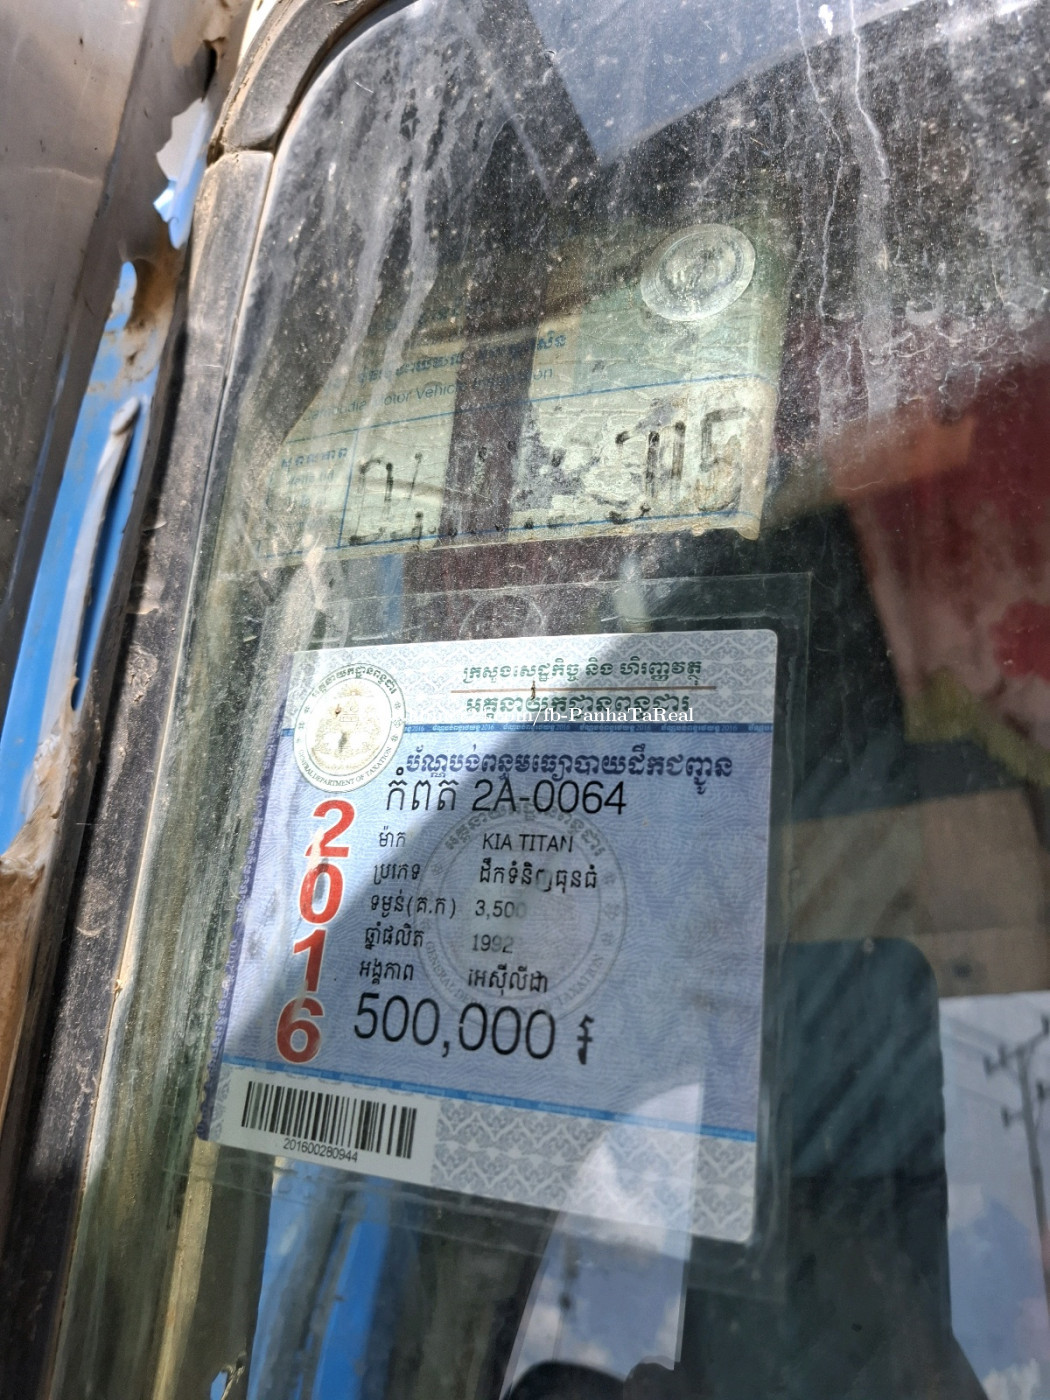 Motor Vehicle Inspection
ក្រសួងសេដ្ឋកិច្ច និង ហិរញ្ញវត្ថុ
អគ្គនាយកដ្ឋានពន្ធដារ
/fb-PanhaTaReal
GENERAL DEPARTMENT OF TAXATION
ប័ណ្ណបង់ពន្ធមធ្យោបាយដឹកជញ្ជូន
កំពត 2A-0064
2016
ម៉ាក KIA TITAN
ប្រភេទ ដឹកទំនិញធុនធំ
ទម្ងន់(គ.ក) 3,500
ឆ្នាំផលិត 1992
អង្គភាព អេស៊ីលីដា
500,000 ៛
201600280944